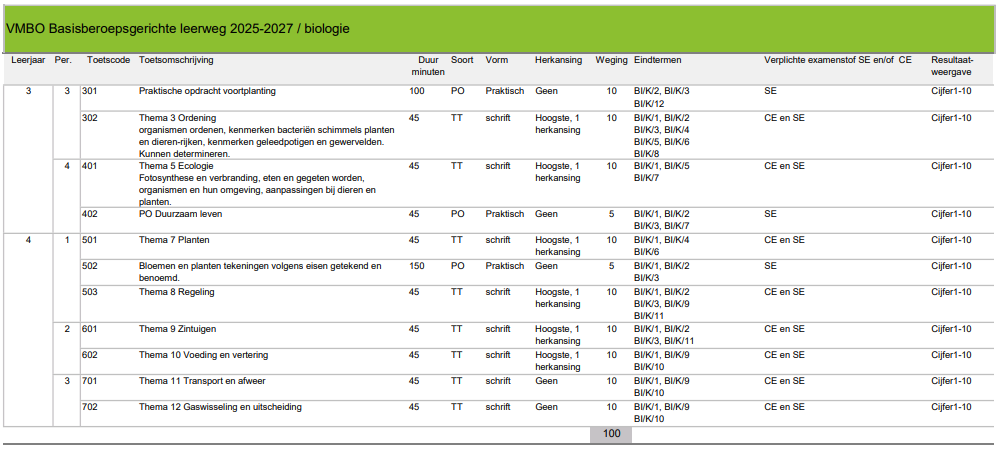 VMBO Basisberoepsgerichte leerweg 2025-2027 / biologie
Leerjaar Per. Toetscode Toetsomschrijving Duur minuten Soort Vorm Herkansing Weging Eindtermen Verplichte examenstof SE en/of CE Resultaat-weergave
3 3 301 Praktische opdracht voortplanting 100 PO Praktisch Geen 10 BI/K/2, BI/K/3 SE Cijfer1-10
BI/K/12
302 Thema 3 Ordening 45 TT schrift Hoogste, 1 10 BI/K/1, BI/K/2 CE en SE Cijfer1-10
organismen ordenen, kenmerken bacteriën schimmels planten herkansing BI/K/3, BI/K/4
en dieren-rijken, kenmerken geleedpotigen en gewervelden. BI/K/5, BI/K/6
Kunnen determineren. BI/K/8
4 401 Thema 5 Ecologie 45 TT schrift Hoogste, 1 10 BI/K/1, BI/K/5 CE en SE Cijfer1-10
Fotosynthese en verbranding, eten en gegeten worden, herkansing BI/K/7
organismen en hun omgeving, aanpassingen bij dieren en
planten.
402 PO Duurzaam leven 45 PO Praktisch Geen 5 BI/K/1, BI/K/2 SE Cijfer1-10
BI/K/3, BI/K/7
4 1 501 Thema 7 Planten 45 TT schrift Hoogste, 1 10 BI/K/1, BI/K/4 CE en SE Cijfer1-10
herkansing BI/K/6
502 Bloemen en planten tekeningen volgens eisen getekend en 150 PO Praktisch Geen 5 BI/K/1, BI/K/2 SE Cijfer1-10
benoemd. BI/K/3
503 Thema 8 Regeling 45 TT schrift Hoogste, 1 10 BI/K/1, BI/K/2 CE en SE Cijfer1-10
herkansing BI/K/3, BI/K/9
BI/K/11
2 601 Thema 9 Zintuigen 45 TT schrift Hoogste, 1 10 BI/K/1, BI/K/2 CE en SE Cijfer1-10
herkansing BI/K/3, BI/K/11
602 Thema 10 Voeding en vertering 45 TT schrift Hoogste, 1 10 BI/K/1, BI/K/9 CE en SE Cijfer1-10
herkansing BI/K/10
3 701 Thema 11 Transport en afweer 45 TT schrift Geen 10 BI/K/1, BI/K/9 CE en SE Cijfer1-10
BI/K/10
702 Thema 12 Gaswisseling en uitscheiding 45 TT schrift Geen 10 BI/K/1, BI/K/9 CE en SE Cijfer1-10
BI/K/10
100